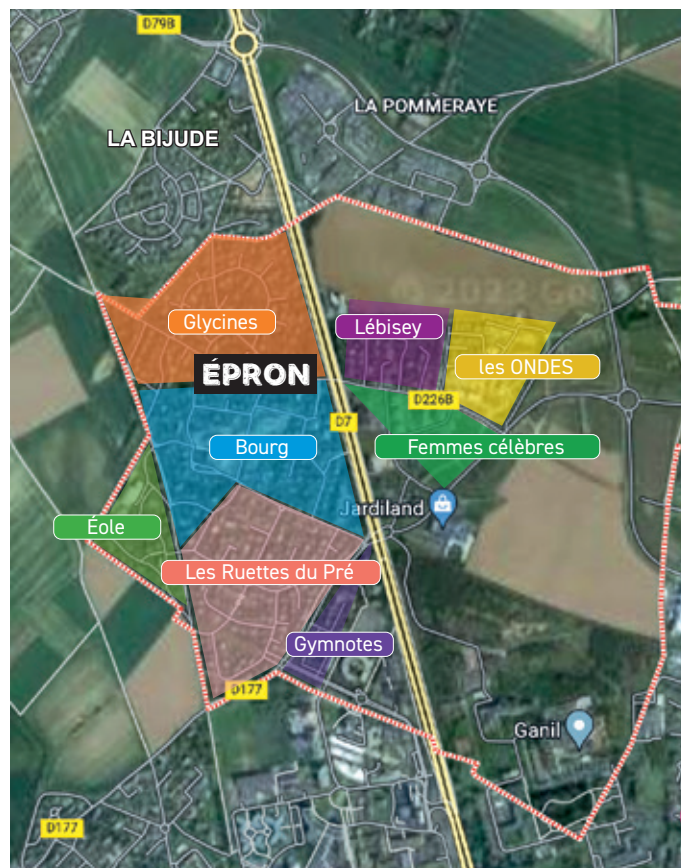 D79B
LA POMMERAYE
LA BIJUDE
Glycines
Lébisey
les ONDES
ÉPRON
D226B
D7
Bourg
Femmes célèbres
Jardiland
Éole
Les Ruettes du Pré
Gymnotes
D177
Ganil
D177